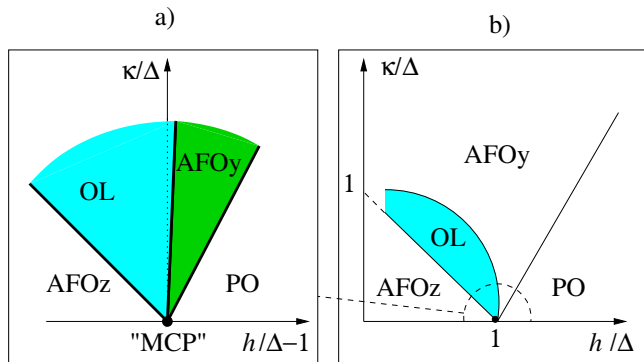 a)
κ/Δ
AFOy
OL
AFOz
PO
"MCP"
h/Δ−1
b)
κ/Δ
AFOy
1
OL
AFOz
PO
1
h/Δ